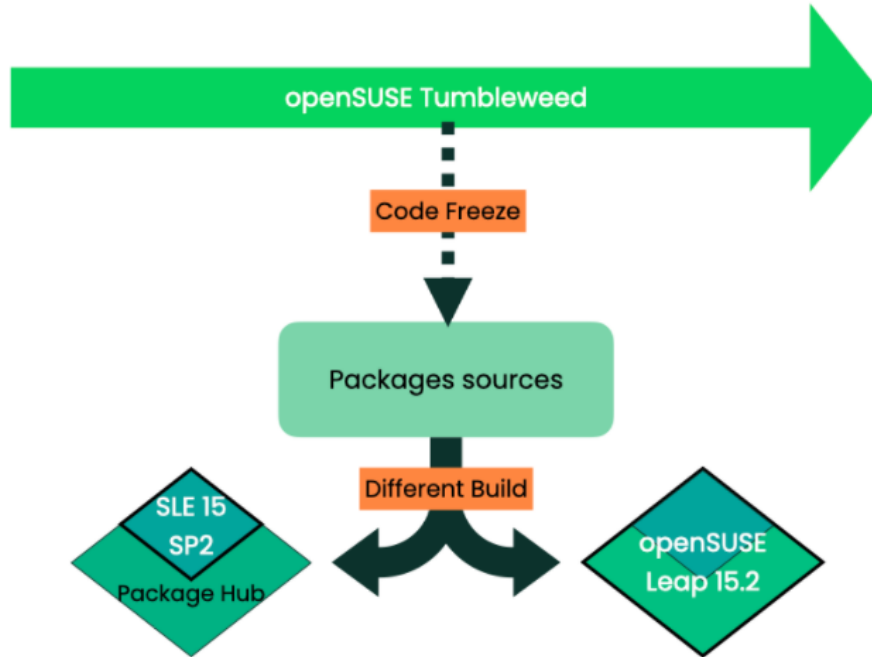 openSUSE Tumbleweed
Code Freeze
Packages sources
Different Build
SLE 15
SP2
Package Hub
openSUSE
Leap 15.2